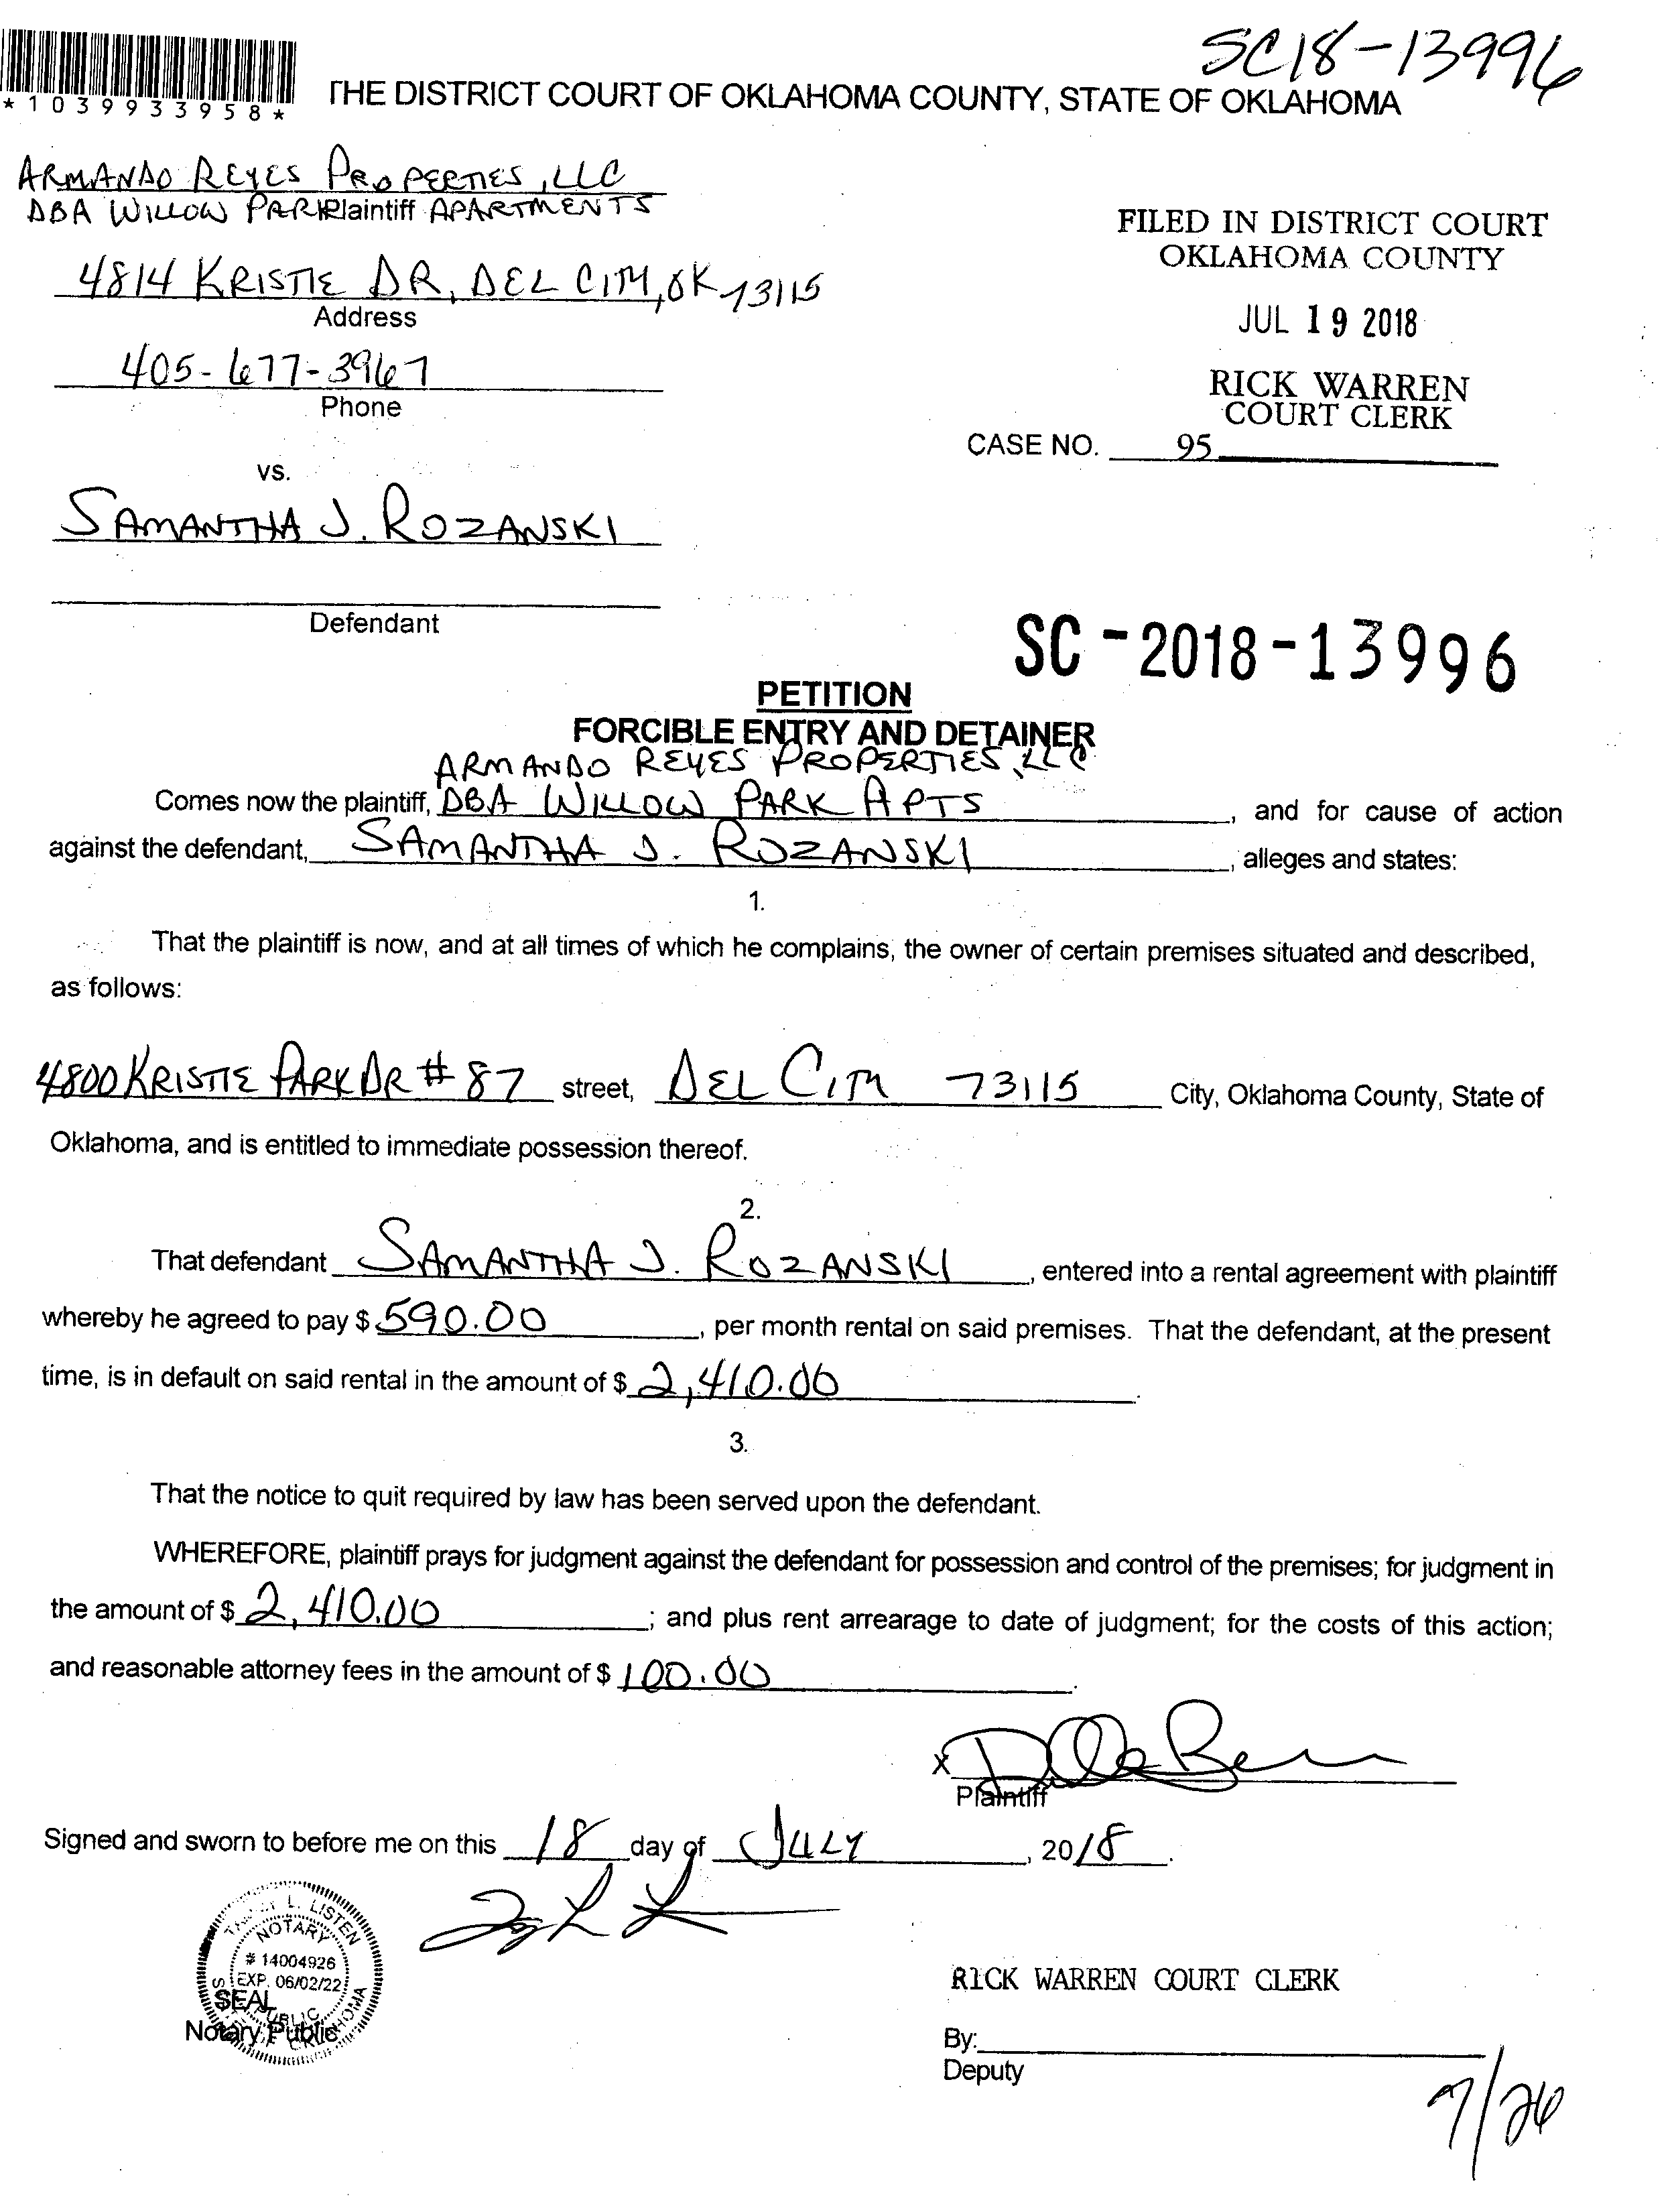 SC18-13996
*1039933958*
THE DISTRICT COURT OF OKLAHOMA COUNTY, STATE OF OKLAHOMA
ARMANDO REYES PROPERTIES, LLC
DBA WILLOW PARK Plaintiff APARTMENTS
FILED IN DISTRICT COURT
OKLAHOMA COUNTY
4814 KRISTIE DR, DEL CITY, OK 73115
Address
JUL 19 2018
405-677-3967
Phone
RICK WARREN
COURT CLERK
CASE NO. 95
vs.
SAMANTHA J. ROZANSKI
Defendant
SC-2018-13996
PETITION
FORCIBLE ENTRY AND DETAINER
ARMANDO REYES PROPERTIES, LLC
Comes now the plaintiff, DBA WILLOW PARK APTS, and for cause of action
against the defendant, SAMANTHA J. ROZANSKI, alleges and states:
1.
That the plaintiff is now, and at all times of which he complains, the owner of certain premises situated and described,
as follows:
4800 KRISTIE PARK DR # 87 street, DEL CITY 73115 City, Oklahoma County, State of
Oklahoma, and is entitled to immediate possession thereof.
2.
That defendant SAMANTHA J. ROZANSKI, entered into a rental agreement with plaintiff
whereby he agreed to pay $ 590.00, per month rental on said premises. That the defendant, at the present
time, is in default on said rental in the amount of $ 2,410.00.
3.
That the notice to quit required by law has been served upon the defendant.
WHEREFORE, plaintiff prays for judgment against the defendant for possession and control of the premises; for judgment in
the amount of $ 2,410.00; and plus rent arrearage to date of judgment; for the costs of this action;
and reasonable attorney fees in the amount of $ 100.00.
X
Plaintiff
Signed and sworn to before me on this 18 day of JULY, 2018.
L. LISTEN
NOTARY
# 14004926
EXP. 06/02/22
SEAL
PUBLIC
Notary Public
OKLAHOMA
RICK WARREN COURT CLERK
By:
Deputy
7/26